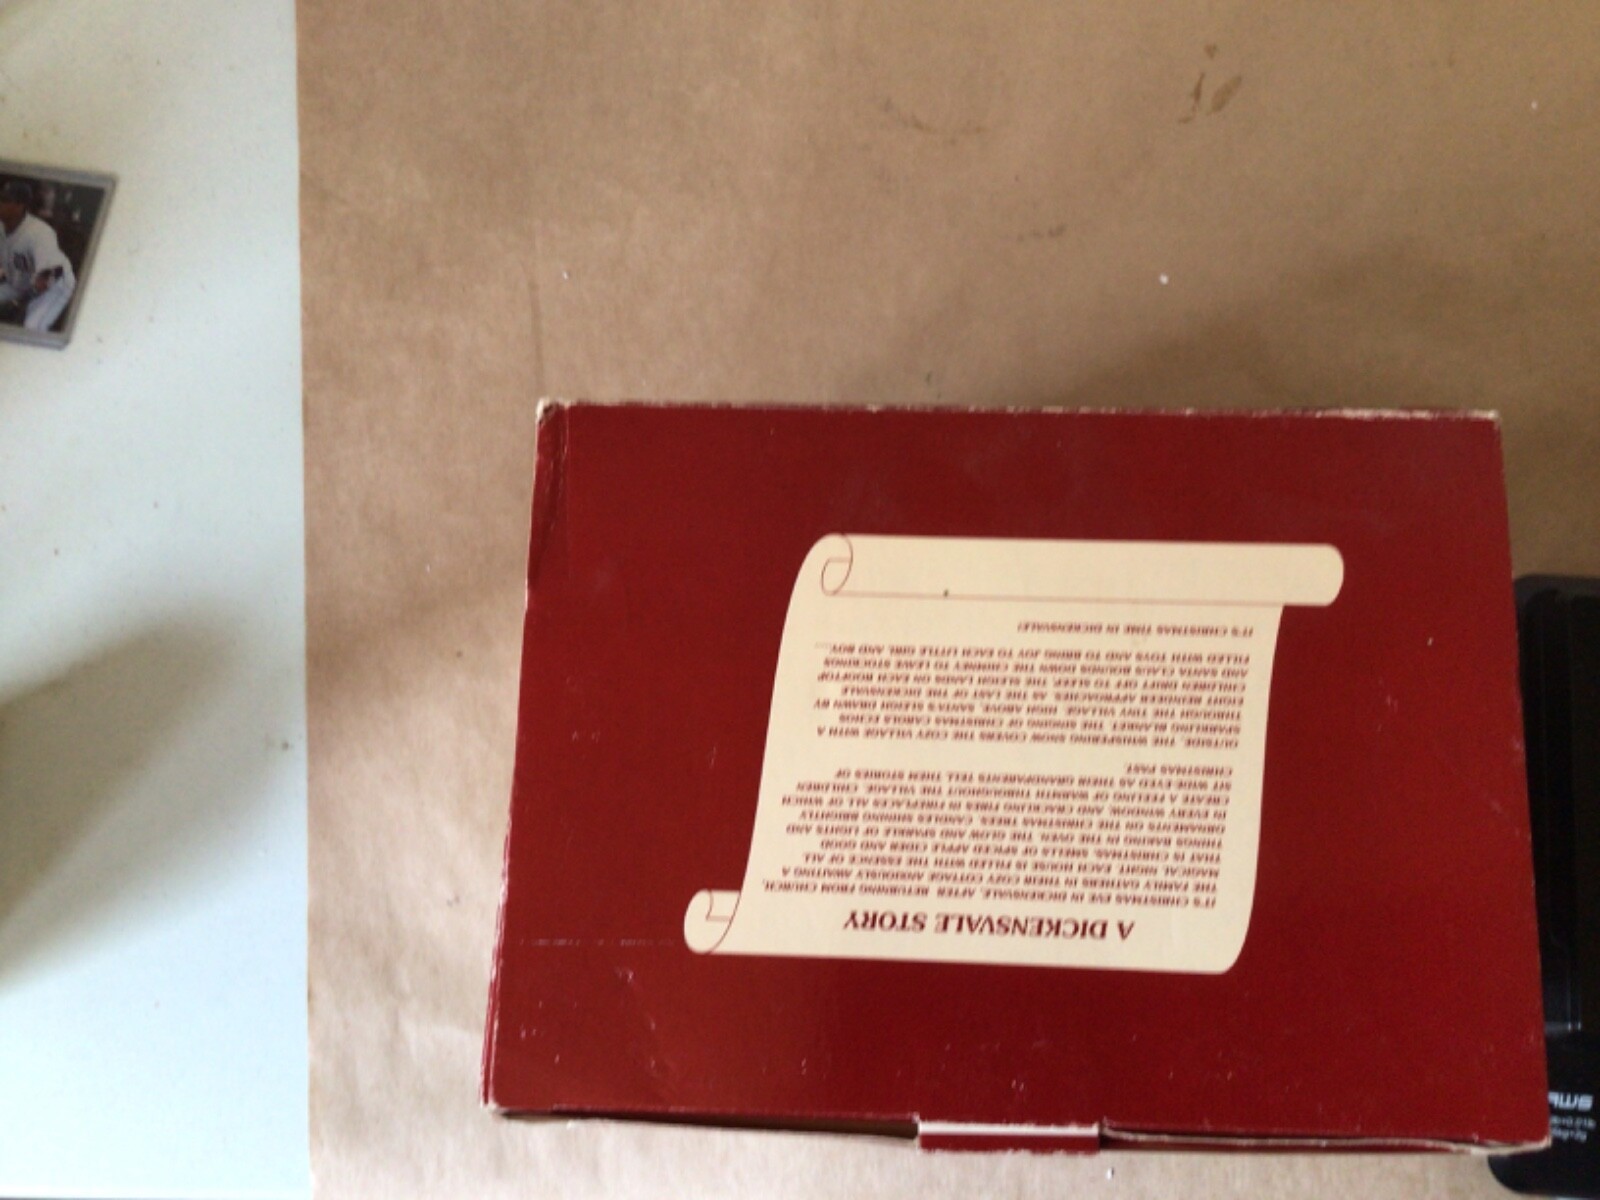 A DICKENSVALE STORY
IT'S CHRISTMAS EVE IN DICKENSVALE. AFTER RETURNING FROM CHURCH,
THE FAMILY GATHERS IN THEIR COZY COTTAGE ANXIOUSLY AWAITING A
MAGICAL NIGHT. EACH HOUSE IS FILLED WITH THE ESSENCE OF ALL
THAT IS CHRISTMAS. SMELLS OF SPICED APPLE CIDER AND GOOD
THINGS BAKING IN THE OVEN. THE GLOW AND SPARKLE OF LIGHTS AND
ORNAMENTS ON THE CHRISTMAS TREES. CANDLES SHINING BRIGHTLY
IN EVERY WINDOW, AND CRACKLING FIRES IN FIREPLACES ALL OF WHICH
CREATE A FEELING OF WARMTH THROUGHOUT THE VILLAGE. CHILDREN
SIT WIDE-EYED AS THEIR GRANDPARENTS TELL THEM STORIES OF
CHRISTMAS PAST.
OUTSIDE, THE WHISPERING SNOW COVERS THE COZY VILLAGE WITH A
SPARKLING BLANKET. THE SINGING OF CHRISTMAS CAROLS ECHOS
THROUGH THE TINY VILLAGE. HIGH ABOVE, SANTA'S SLEIGH DRAWN BY
EIGHT REINDEER APPROACHES. AS THE LAST OF THE DICKENSVALE
CHILDREN DRIFT OFF TO SLEEP, THE SLEIGH LANDS ON EACH ROOFTOP
AND SANTA CLAUS BOUNDS DOWN THE CHIMNEY TO LEAVE STOCKINGS
FILLED WITH TOYS AND TO BRING JOY TO EACH LITTLE GIRL AND BOY.....
IT'S CHRISTMAS TIME IN DICKENSVALE!